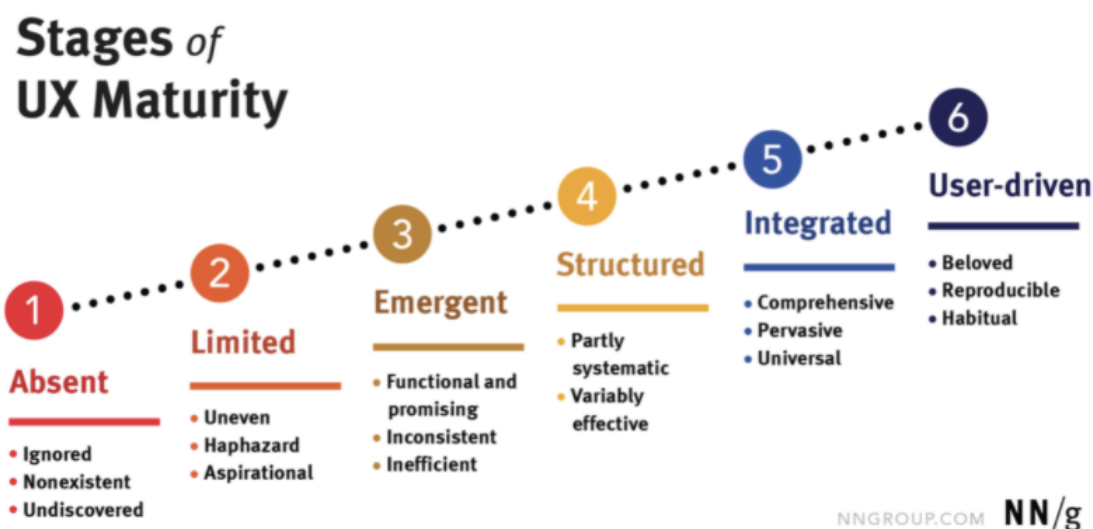 Stages of
UX Maturity
1
Absent
• Ignored
• Nonexistent
• Undiscovered
2
Limited
• Uneven
• Haphazard
• Aspirational
3
Emergent
• Functional and
promising
• Inconsistent
• Inefficient
4
Structured
• Partly
systematic
• Variably
effective
5
Integrated
• Comprehensive
• Pervasive
• Universal
6
User-driven
• Beloved
• Reproducible
• Habitual
NNGROUP.COM NN/g